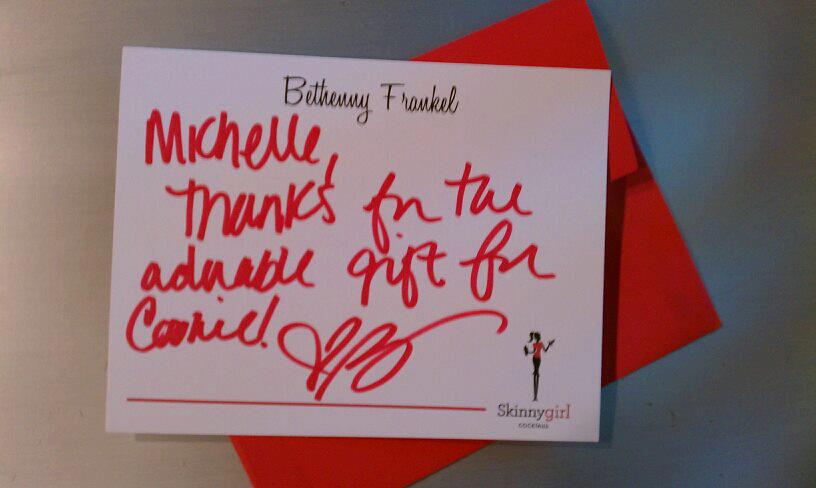 Bethenny Frankel
Michelle,
Thanks for the
adorable gift for
Cookie!
B
Skinnygirl
COCKTAILS